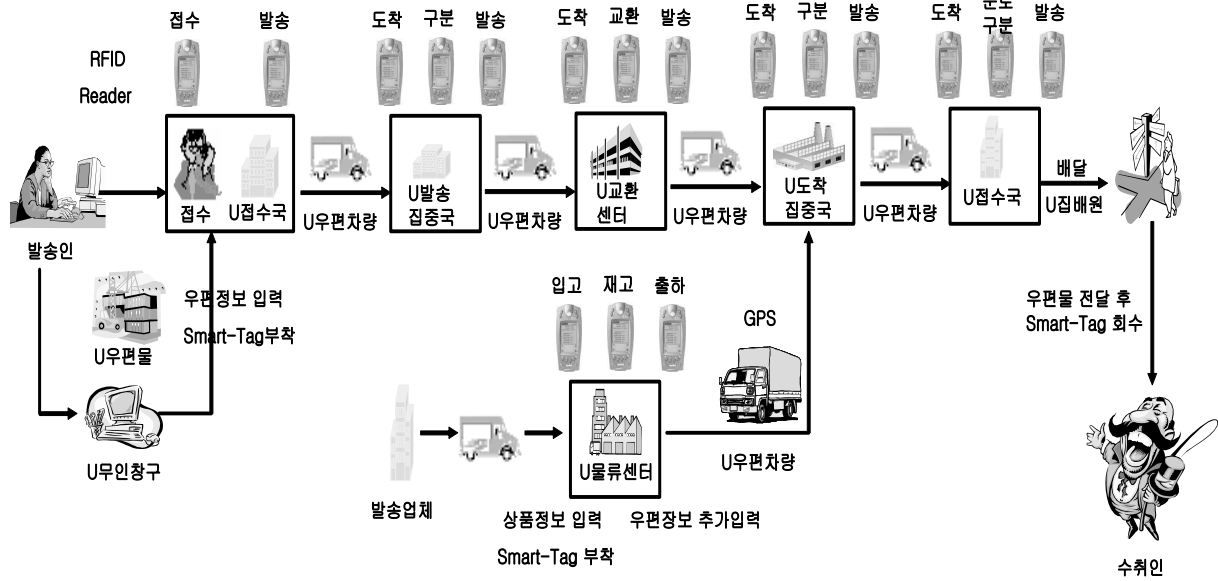 접수
발송
도착
구분
발송
도착
교환
발송
도착
구분
발송
도착
구분
발송
RFID
Reader
접수
U접수국
U우편차량
U발송
집중국
U우편차량
U교환
센터
U우편차량
U도착
집중국
U우편차량
U접수국
배달
U집배원
발송인
우편정보 입력
Smart-Tag부착
U우편물
U무인창구
입고
재고
출하
GPS
U물류센터
U우편차량
발송업체
상품정보 입력
우편장보 추가입력
Smart-Tag 부착
우편물 전달 후
Smart-Tag 회수
수취인